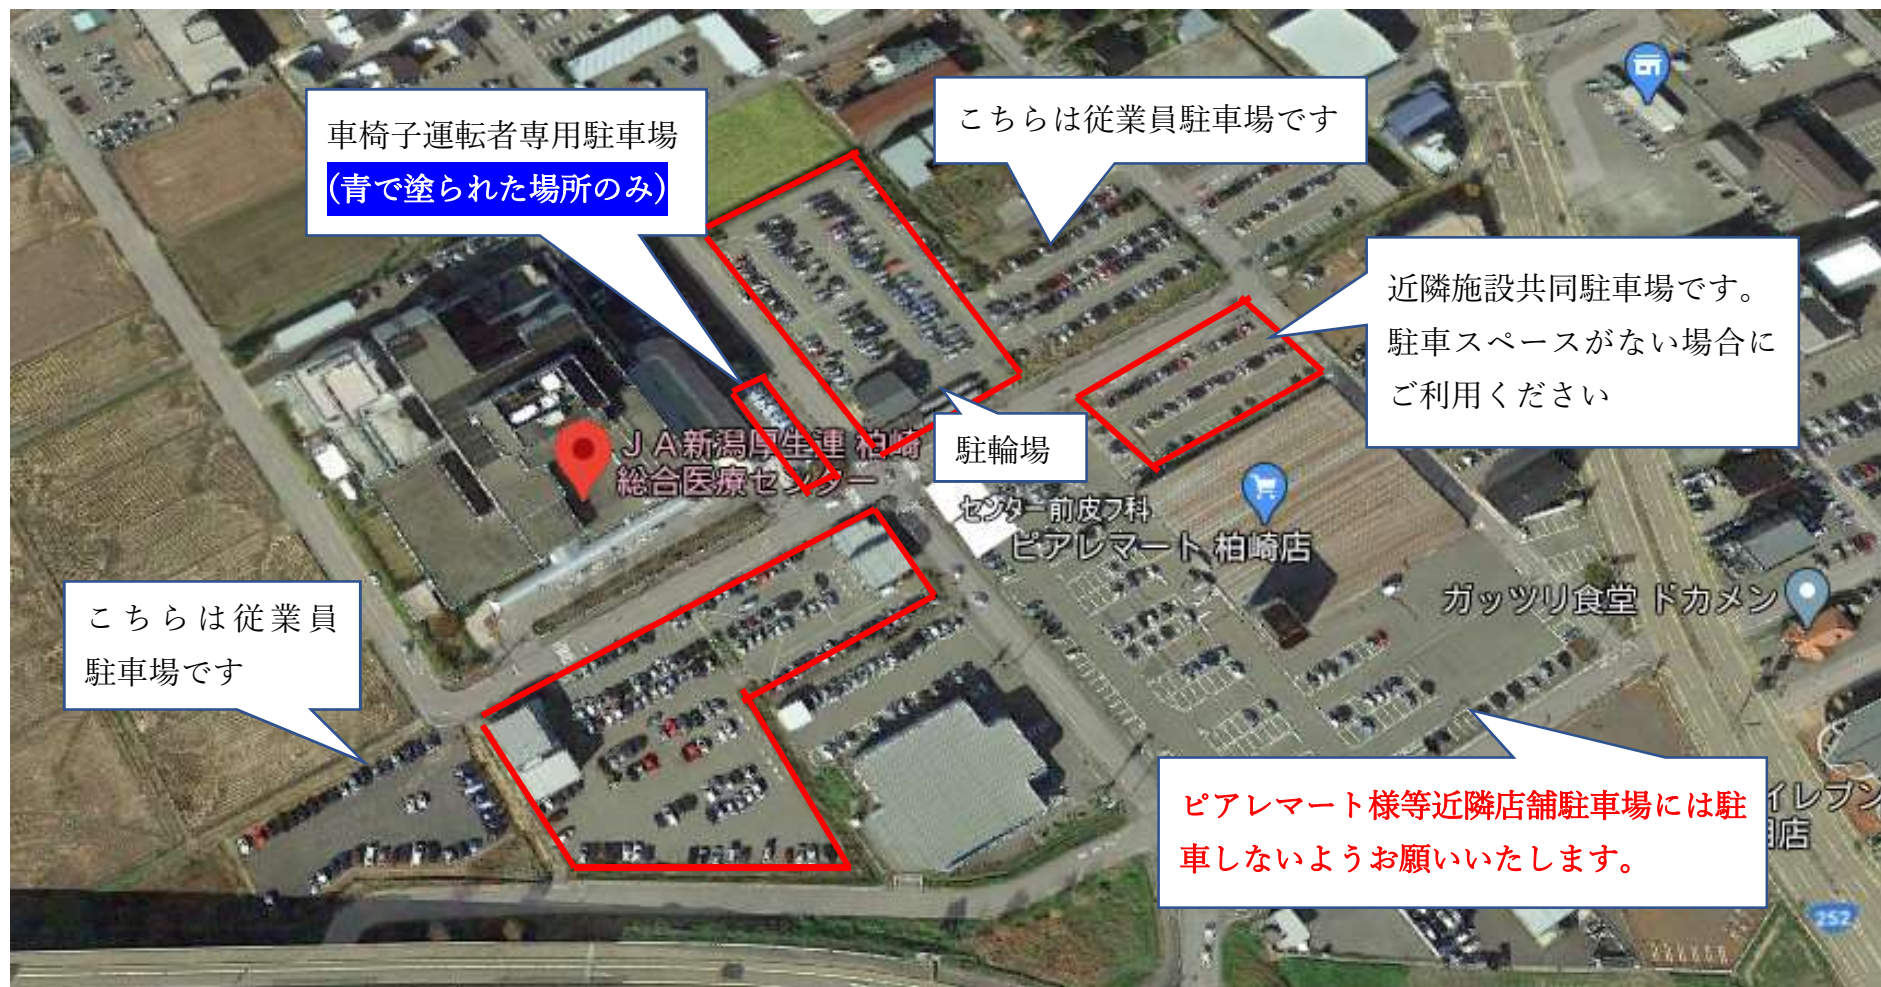 車椅子運転者専用駐車場
(青で塗られた場所のみ)
こちらは従業員駐車場です
近隣施設共同駐車場です。
駐車スペースがない場合に
ご利用ください
駐輪場
ＪＡ新潟厚生連 柏崎
総合医療センター
センター前皮フ科
ピアレマート 柏崎店
ガッツリ食堂 ドカメン
こちらは従業員
駐車場です
ピアレマート様等近隣店舗駐車場には駐
車しないようお願いいたします。
イレブン
店
252